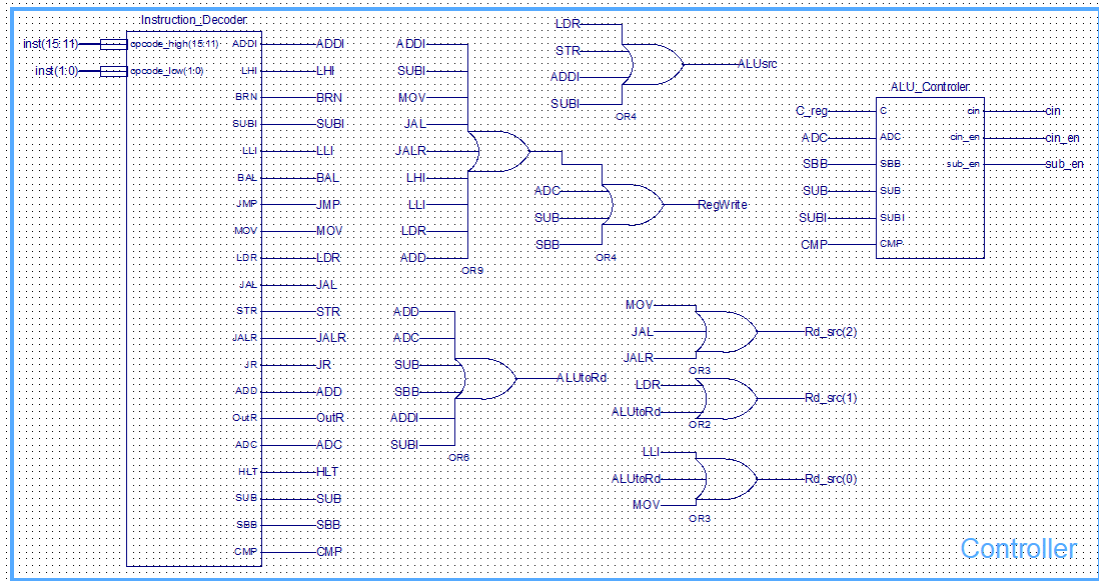 Instruction_Decoder
inst(15:11)
opcode_high(15:11)
inst(1:0)
opcode_low(1:0)
ADDI ADDI
LHI LHI
BRN BRN
SUBI SUBI
LLI LLI
BAL BAL
JMP JMP
MOV MOV
LDR LDR
JAL JAL
STR STR
JALR JALR
JR JR
ADD ADD
OutR OutR
ADC ADC
HLT HLT
SUB SUB
SBB SBB
CMP CMP
ADDI
SUBI
MOV
JAL
JALR
LHI
LLI
LDR
ADD
OR9
ADC
SUB
SBB
OR4
RegWrite
LDR
STR
ADDI
SUBI
OR4
ALUsrc
ADD
ADC
SUB
SBB
ADDI
SUBI
OR6
ALUtoRd
MOV
JAL
JALR
OR3
Rd_src(2)
LDR
ALUtoRd
OR2
Rd_src(1)
LLI
ALUtoRd
MOV
OR3
Rd_src(0)
ALU_Controler
C_reg C cin cin
ADC ADC cin_en cin_en
SBB SBB sub_en sub_en
SUB SUB
SUBI SUBI
CMP CMP
Controller